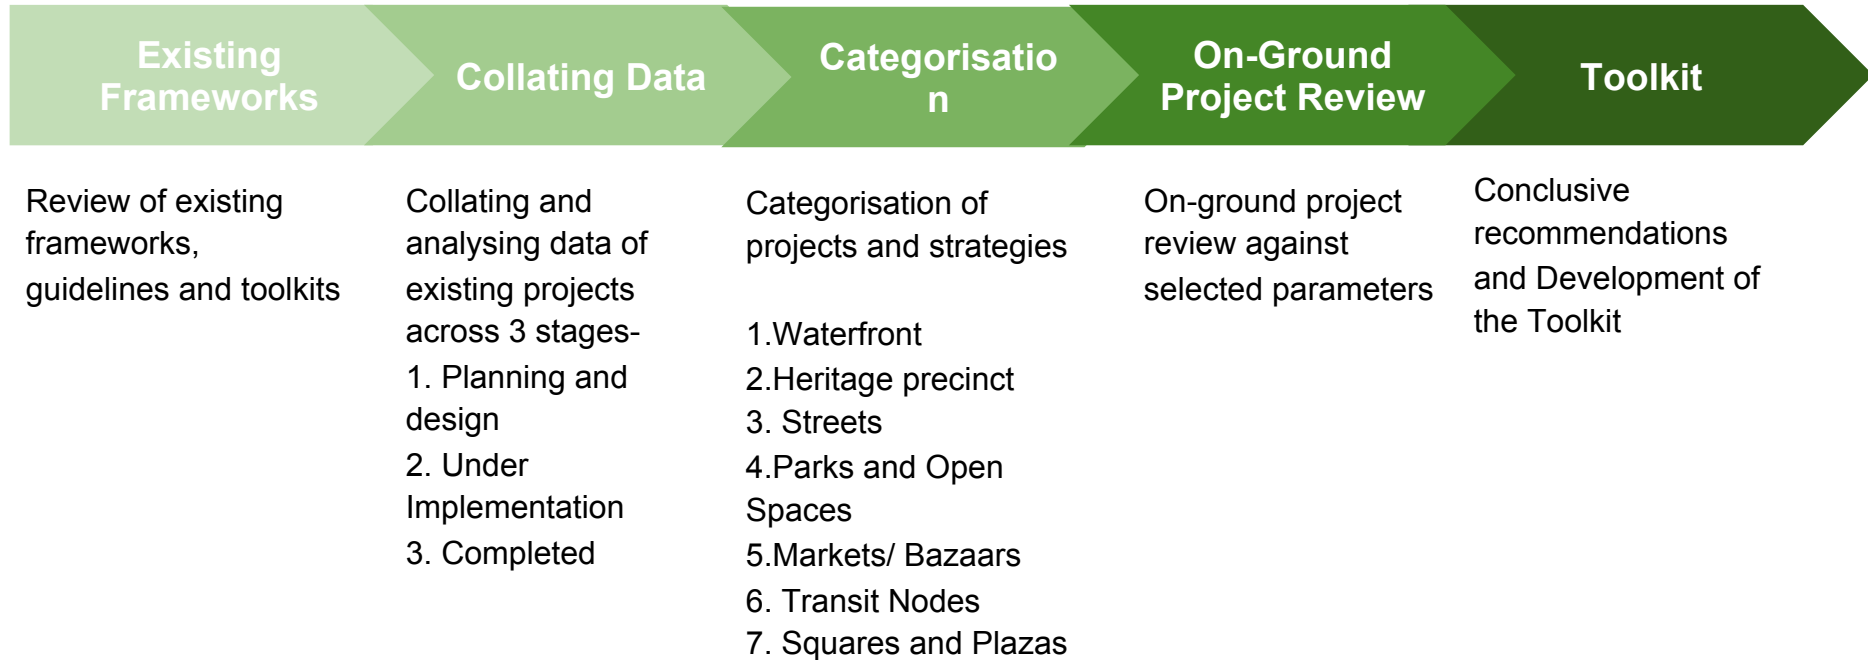 Existing
Frameworks
Collating Data
Categorisatio
n
On-Ground
Project Review
Toolkit
Review of existing
frameworks,
guidelines and toolkits
Collating and
analysing data of
existing projects
across 3 stages-
1. Planning and
design
2. Under
Implementation
3. Completed
Categorisation of
projects and strategies
1.Waterfront
2.Heritage precinct
3. Streets
4.Parks and Open
Spaces
5.Markets/ Bazaars
6. Transit Nodes
7. Squares and Plazas
On-ground project
review against
selected parameters
Conclusive
recommendations
and Development of
the Toolkit